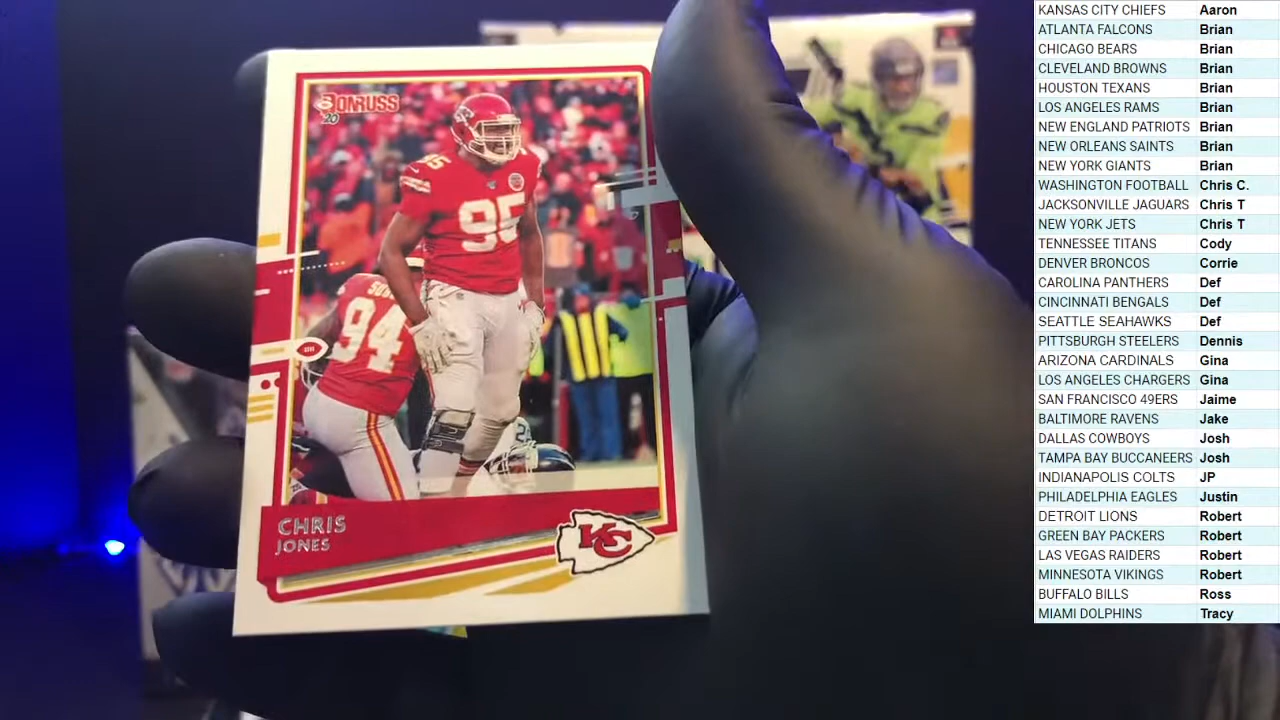 DONRUSS
20
95
95
SU
94
CHRIS
JONES
KC
KANSAS CITY CHIEFS Aaron
ATLANTA FALCONS Brian
CHICAGO BEARS Brian
CLEVELAND BROWNS Brian
HOUSTON TEXANS Brian
LOS ANGELES RAMS Brian
NEW ENGLAND PATRIOTS Brian
NEW ORLEANS SAINTS Brian
NEW YORK GIANTS Brian
WASHINGTON FOOTBALL Chris C.
JACKSONVILLE JAGUARS Chris T
NEW YORK JETS Chris T
TENNESSEE TITANS Cody
DENVER BRONCOS Corrie
CAROLINA PANTHERS Def
CINCINNATI BENGALS Def
SEATTLE SEAHAWKS Def
PITTSBURGH STEELERS Dennis
ARIZONA CARDINALS Gina
LOS ANGELES CHARGERS Gina
SAN FRANCISCO 49ERS Jaime
BALTIMORE RAVENS Jake
DALLAS COWBOYS Josh
TAMPA BAY BUCCANEERS Josh
INDIANAPOLIS COLTS JP
PHILADELPHIA EAGLES Justin
DETROIT LIONS Robert
GREEN BAY PACKERS Robert
LAS VEGAS RAIDERS Robert
MINNESOTA VIKINGS Robert
BUFFALO BILLS Ross
MIAMI DOLPHINS Tracy